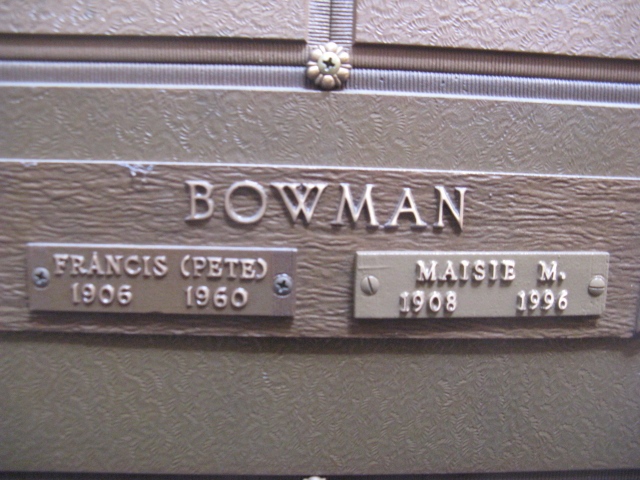 BOWMAN
FRANCIS (PETE)
1906 1960
MAISIE M.
1908 1996